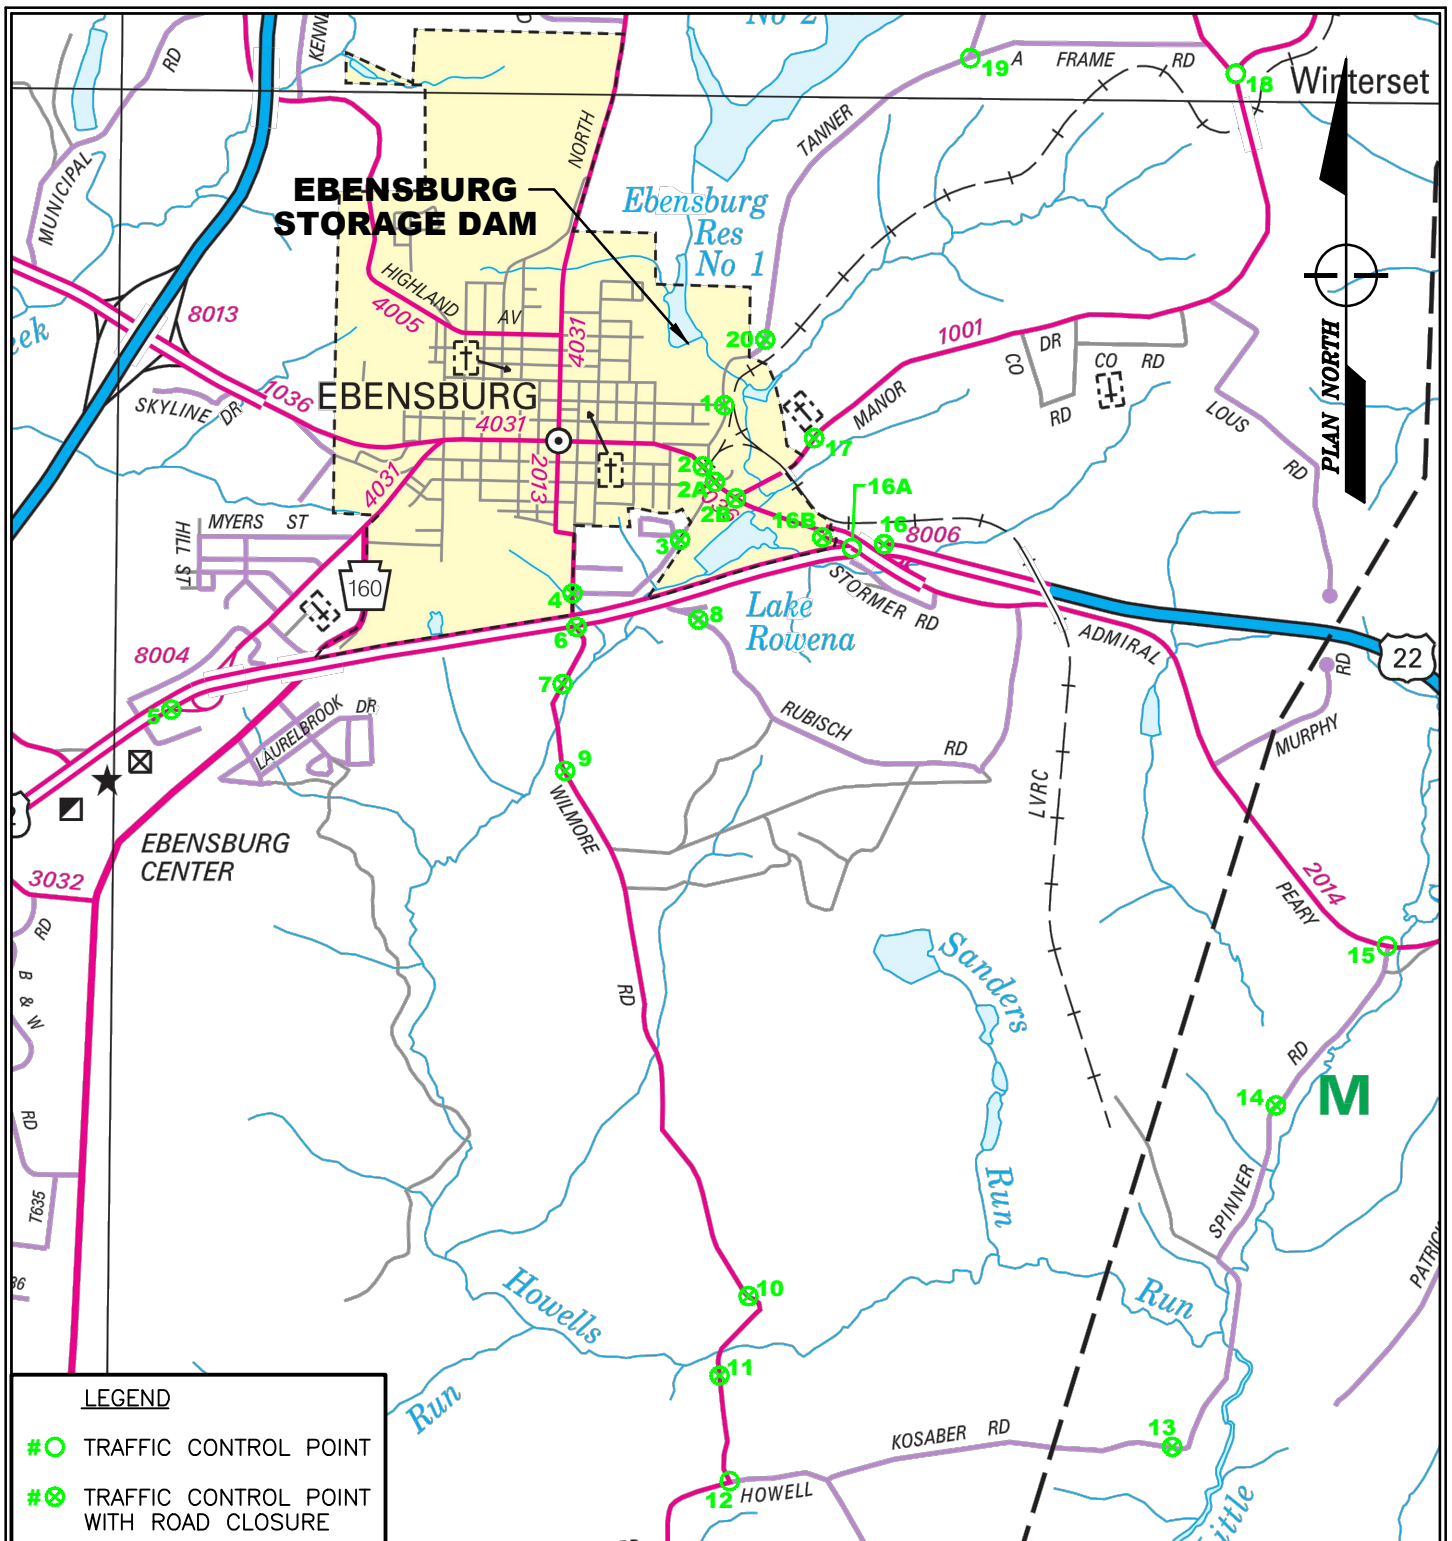 No 2
KENN
RD
19
A FRAME RD
18
Winterset
MUNICIPAL
NORTH
TANNER
EBENSBURG
STORAGE DAM
Ebensburg
Res
No 1
HIGHLAND AV
4005
4031
8013
eek
20
1001
CO DR
CO RD
RD
PLAN NORTH
SKYLINE DR
1036
EBENSBURG
4031
1
MANOR
17
LOUS
RD
4031
2013
2
2A
2B
16A
16B
16
8006
MYERS ST
HILL ST
3
160
4
STORMER RD
Lake
Rowena
ADMIRAL
22
RD
6
8
8004
7
5
LAURELBROOK DR
RUBISCH RD
MURPHY
9
WILMORE
LVRC
EBENSBURG
CENTER
3032
RD
2014
PEARY
15
B & W
Sanders
RD
RD
14
M
RD
T635
Run
SPINNER
PATRIC
36
Howells
10
Run
11
Run
13
KOSABER RD
12
HOWELL
Little
LEGEND
#O TRAFFIC CONTROL POINT
#⊗ TRAFFIC CONTROL POINT
WITH ROAD CLOSURE